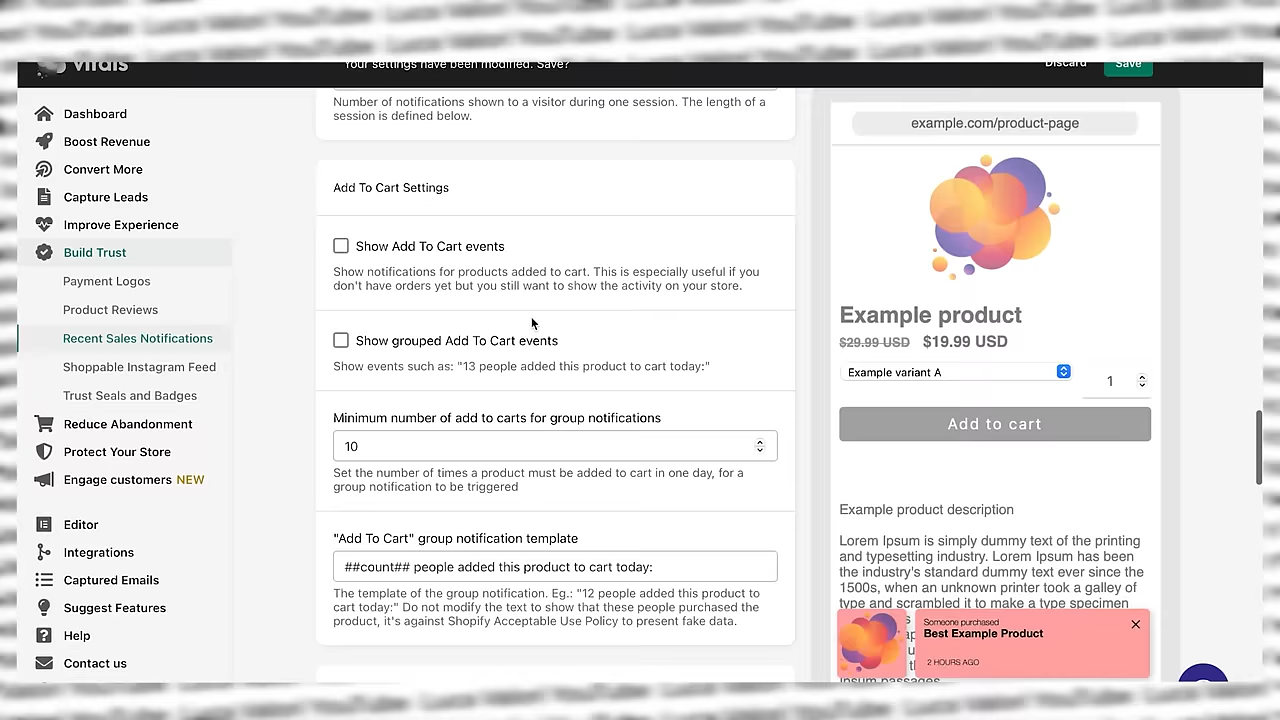 vitals
Your settings have been modified. Save?
Discard
Save
Dashboard
Boost Revenue
Convert More
Capture Leads
Improve Experience
Build Trust
Payment Logos
Product Reviews
Recent Sales Notifications
Shoppable Instagram Feed
Trust Seals and Badges
Reduce Abandonment
Protect Your Store
Engage customers NEW
Editor
Integrations
Captured Emails
Suggest Features
Help
Contact us
Number of notifications shown to a visitor during one session. The length of a
session is defined below.
Add To Cart Settings
Show Add To Cart events
Show notifications for products added to cart. This is especially useful if you
don't have orders yet but you still want to show the activity on your store.
Show grouped Add To Cart events
Show events such as: "13 people added this product to cart today:"
Minimum number of add to carts for group notifications
10
Set the number of times a product must be added to cart in one day, for a
group notification to be triggered
"Add To Cart" group notification template
##count## people added this product to cart today:
The template of the group notification. Eg.: "12 people added this product to
cart today:" Do not modify the text to show that these people purchased the
product, it's against Shopify Acceptable Use Policy to present fake data.
example.com/product-page
Example product
$29.99 USD $19.99 USD
Example variant A
1
Add to cart
Example product description
Lorem Ipsum is simply dummy text of the printing
and typesetting industry. Lorem Ipsum has been
the industry's standard dummy text ever since the
1500s, when an unknown printer took a galley of
type and scrambled it to make a type specimen
Someone purchased
Best Example Product
2 HOURS AGO
Ipsum passages